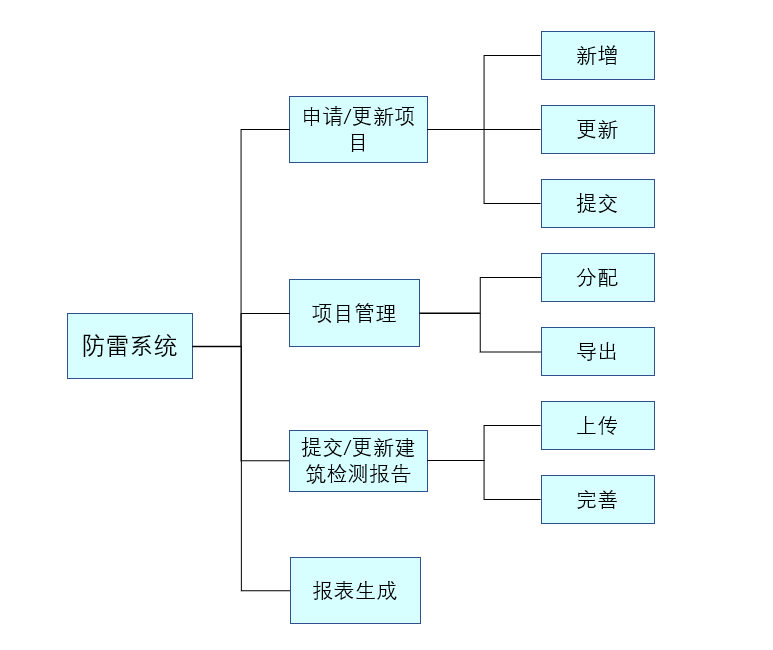 防雷系统
申请/更新项
目
新增
更新
提交
项目管理
分配
导出
提交/更新建
筑检测报告
上传
完善
报表生成